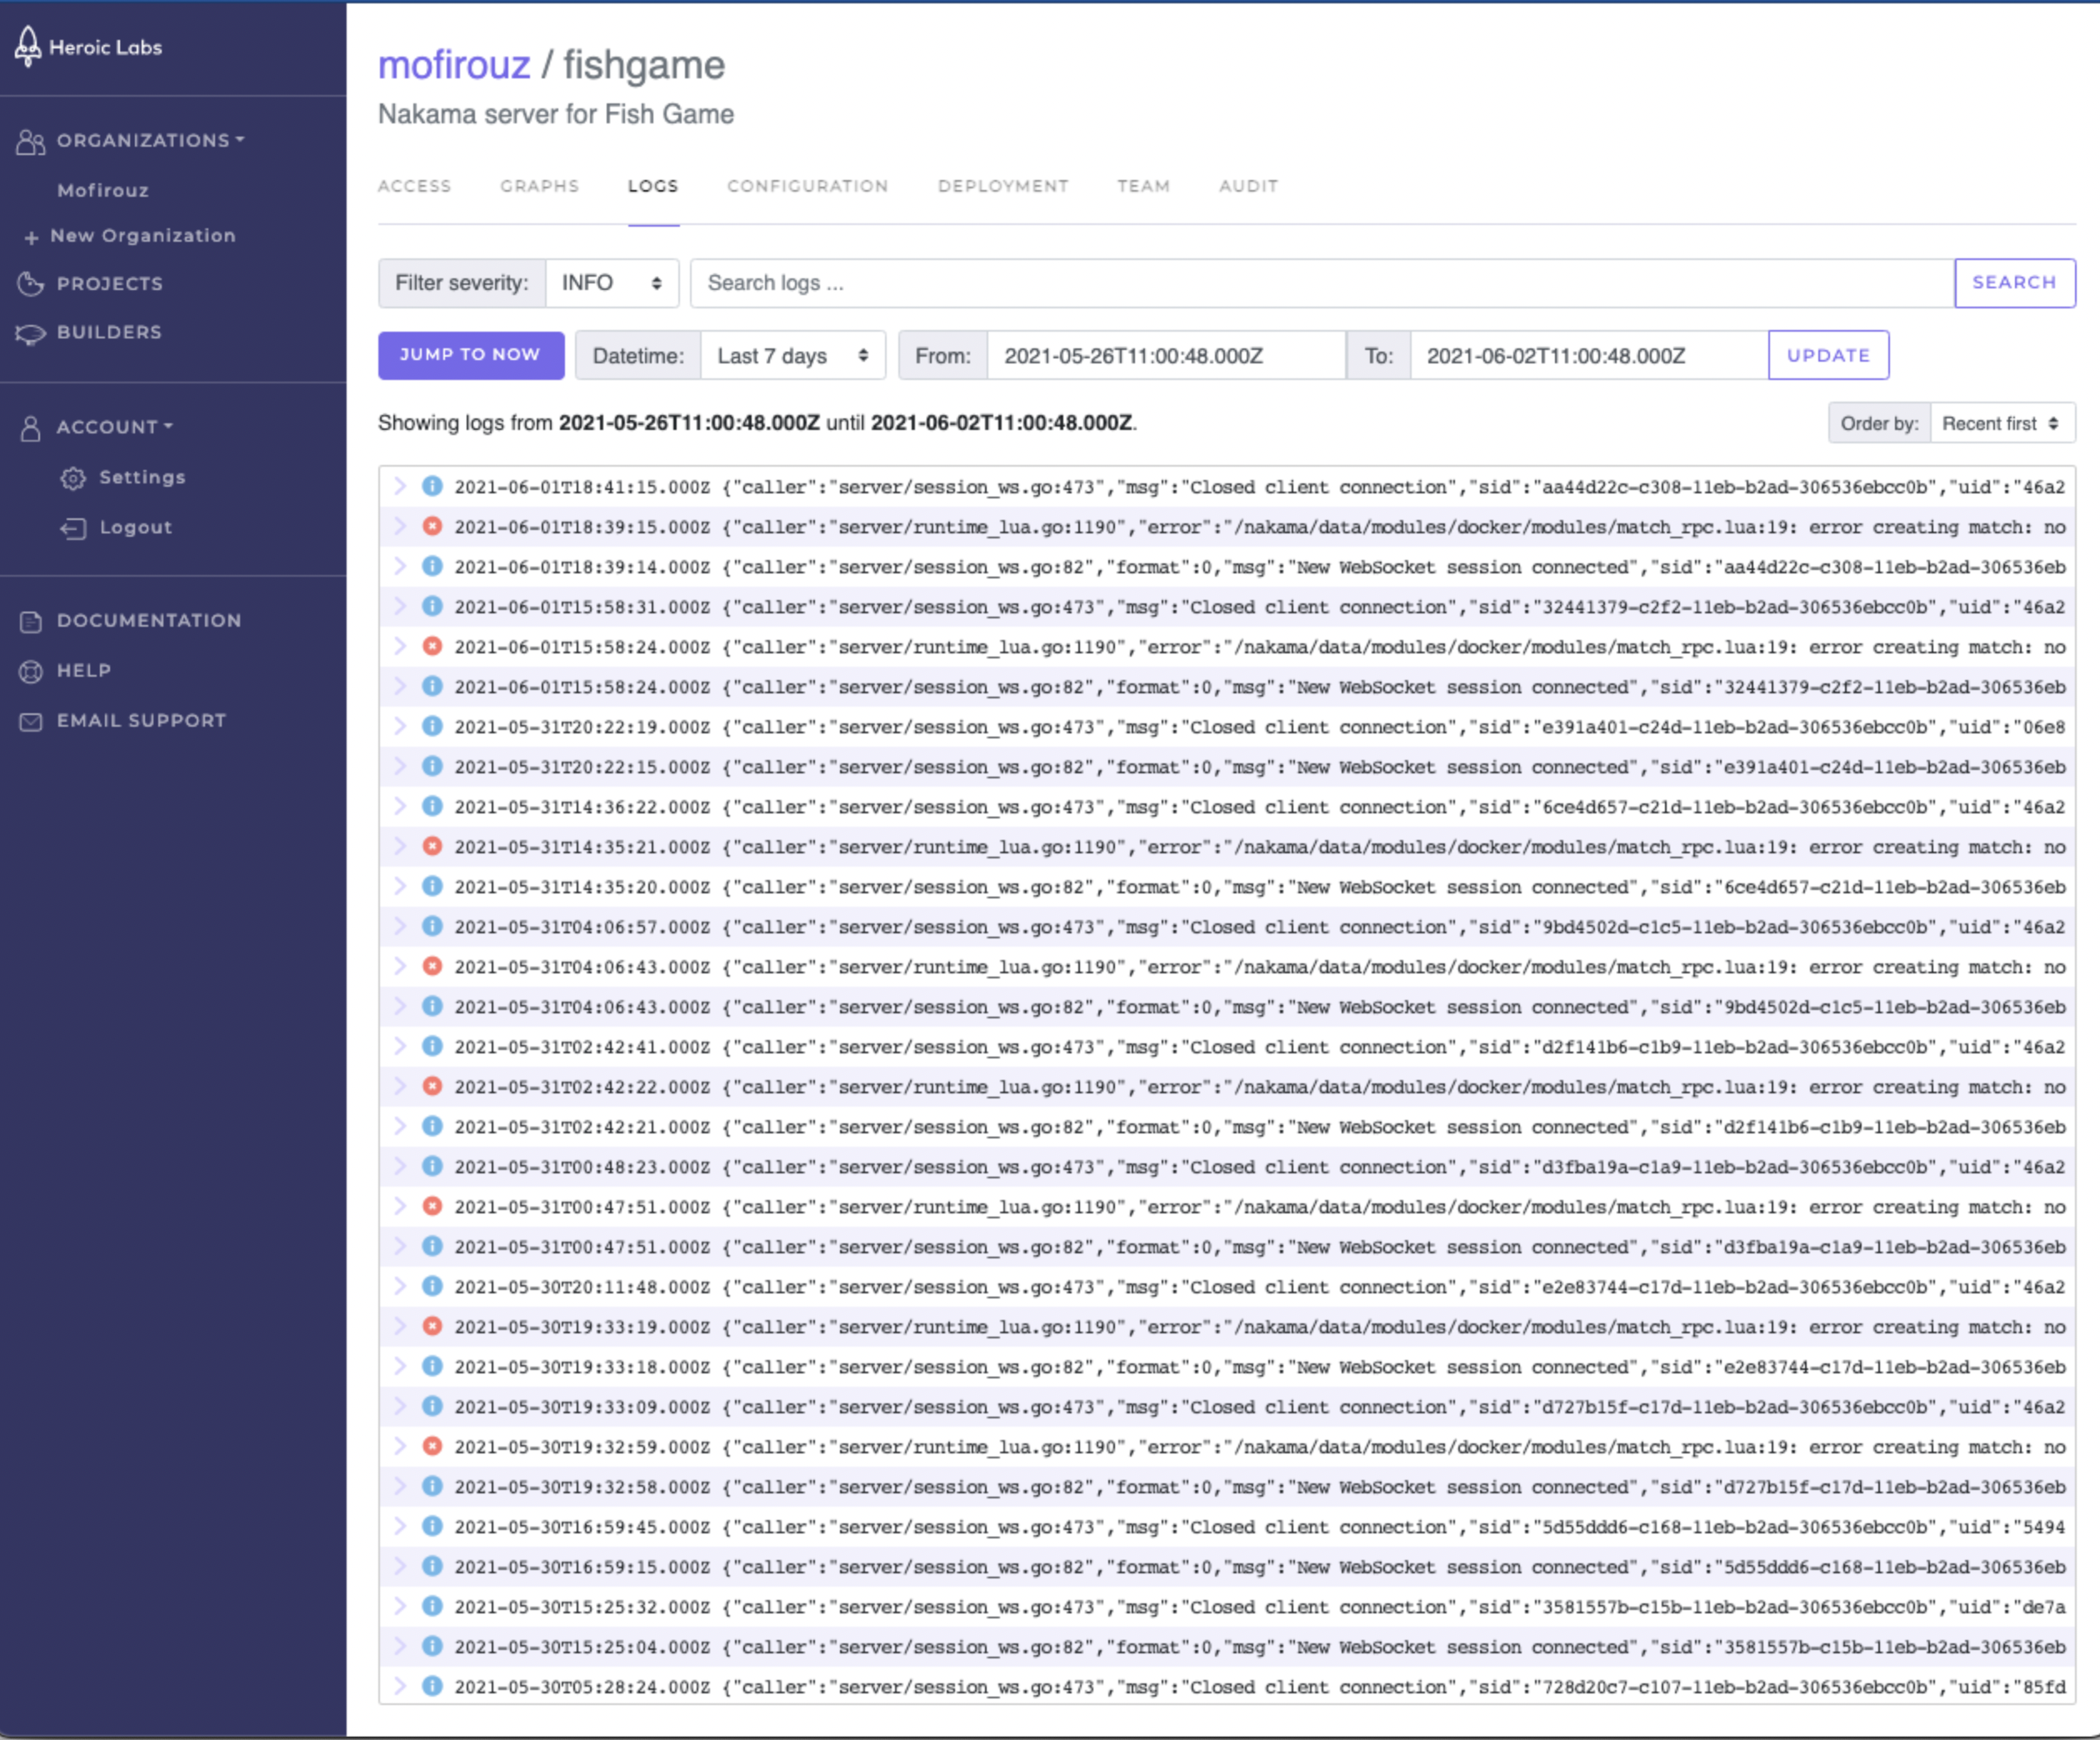 Heroic Labs
ORGANIZATIONS
Mofirouz
+ New Organization
PROJECTS
BUILDERS
ACCOUNT
Settings
Logout
DOCUMENTATION
HELP
EMAIL SUPPORT
mofirouz / fishgame
Nakama server for Fish Game
ACCESS GRAPHS LOGS CONFIGURATION DEPLOYMENT TEAM AUDIT
Filter severity: INFO Search logs ... SEARCH
JUMP TO NOW Datetime: Last 7 days From: 2021-05-26T11:00:48.000Z To: 2021-06-02T11:00:48.000Z UPDATE
Showing logs from 2021-05-26T11:00:48.000Z until 2021-06-02T11:00:48.000Z. Order by: Recent first
2021-06-01T18:41:15.000Z {"caller":"server/session_ws.go:473","msg":"Closed client connection","sid":"aa44d22c-c308-11eb-b2ad-306536ebcc0b","uid":"46a2
2021-06-01T18:39:15.000Z {"caller":"server/runtime_lua.go:1190","error":"/nakama/data/modules/docker/modules/match_rpc.lua:19: error creating match: no
2021-06-01T18:39:14.000Z {"caller":"server/session_ws.go:82","format":0,"msg":"New WebSocket session connected","sid":"aa44d22c-c308-11eb-b2ad-306536eb
2021-06-01T15:58:31.000Z {"caller":"server/session_ws.go:473","msg":"Closed client connection","sid":"32441379-c2f2-11eb-b2ad-306536ebcc0b","uid":"46a2
2021-06-01T15:58:24.000Z {"caller":"server/runtime_lua.go:1190","error":"/nakama/data/modules/docker/modules/match_rpc.lua:19: error creating match: no
2021-06-01T15:58:24.000Z {"caller":"server/session_ws.go:82","format":0,"msg":"New WebSocket session connected","sid":"32441379-c2f2-11eb-b2ad-306536eb
2021-05-31T20:22:19.000Z {"caller":"server/session_ws.go:473","msg":"Closed client connection","sid":"e391a401-c24d-11eb-b2ad-306536ebcc0b","uid":"06e8
2021-05-31T20:22:15.000Z {"caller":"server/session_ws.go:82","format":0,"msg":"New WebSocket session connected","sid":"e391a401-c24d-11eb-b2ad-306536eb
2021-05-31T14:36:22.000Z {"caller":"server/session_ws.go:473","msg":"Closed client connection","sid":"6ce4d657-c21d-11eb-b2ad-306536ebcc0b","uid":"46a2
2021-05-31T14:35:21.000Z {"caller":"server/runtime_lua.go:1190","error":"/nakama/data/modules/docker/modules/match_rpc.lua:19: error creating match: no
2021-05-31T14:35:20.000Z {"caller":"server/session_ws.go:82","format":0,"msg":"New WebSocket session connected","sid":"6ce4d657-c21d-11eb-b2ad-306536eb
2021-05-31T04:06:57.000Z {"caller":"server/session_ws.go:473","msg":"Closed client connection","sid":"9bd4502d-c1c5-11eb-b2ad-306536ebcc0b","uid":"46a2
2021-05-31T04:06:43.000Z {"caller":"server/runtime_lua.go:1190","error":"/nakama/data/modules/docker/modules/match_rpc.lua:19: error creating match: no
2021-05-31T04:06:43.000Z {"caller":"server/session_ws.go:82","format":0,"msg":"New WebSocket session connected","sid":"9bd4502d-c1c5-11eb-b2ad-306536eb
2021-05-31T02:42:41.000Z {"caller":"server/session_ws.go:473","msg":"Closed client connection","sid":"d2f141b6-c1b9-11eb-b2ad-306536ebcc0b","uid":"46a2
2021-05-31T02:42:22.000Z {"caller":"server/runtime_lua.go:1190","error":"/nakama/data/modules/docker/modules/match_rpc.lua:19: error creating match: no
2021-05-31T02:42:21.000Z {"caller":"server/session_ws.go:82","format":0,"msg":"New WebSocket session connected","sid":"d2f141b6-c1b9-11eb-b2ad-306536eb
2021-05-31T00:48:23.000Z {"caller":"server/session_ws.go:473","msg":"Closed client connection","sid":"d3fba19a-c1a9-11eb-b2ad-306536ebcc0b","uid":"46a2
2021-05-31T00:47:51.000Z {"caller":"server/runtime_lua.go:1190","error":"/nakama/data/modules/docker/modules/match_rpc.lua:19: error creating match: no
2021-05-31T00:47:51.000Z {"caller":"server/session_ws.go:82","format":0,"msg":"New WebSocket session connected","sid":"d3fba19a-c1a9-11eb-b2ad-306536eb
2021-05-30T20:11:48.000Z {"caller":"server/session_ws.go:473","msg":"Closed client connection","sid":"e2e83744-c17d-11eb-b2ad-306536ebcc0b","uid":"46a2
2021-05-30T19:33:19.000Z {"caller":"server/runtime_lua.go:1190","error":"/nakama/data/modules/docker/modules/match_rpc.lua:19: error creating match: no
2021-05-30T19:33:18.000Z {"caller":"server/session_ws.go:82","format":0,"msg":"New WebSocket session connected","sid":"e2e83744-c17d-11eb-b2ad-306536eb
2021-05-30T19:33:09.000Z {"caller":"server/session_ws.go:473","msg":"Closed client connection","sid":"d727b15f-c17d-11eb-b2ad-306536ebcc0b","uid":"46a2
2021-05-30T19:32:59.000Z {"caller":"server/runtime_lua.go:1190","error":"/nakama/data/modules/docker/modules/match_rpc.lua:19: error creating match: no
2021-05-30T19:32:58.000Z {"caller":"server/session_ws.go:82","format":0,"msg":"New WebSocket session connected","sid":"d727b15f-c17d-11eb-b2ad-306536eb
2021-05-30T16:59:45.000Z {"caller":"server/session_ws.go:473","msg":"Closed client connection","sid":"5d55ddd6-c168-11eb-b2ad-306536ebcc0b","uid":"5494
2021-05-30T16:59:15.000Z {"caller":"server/session_ws.go:82","format":0,"msg":"New WebSocket session connected","sid":"5d55ddd6-c168-11eb-b2ad-306536eb
2021-05-30T15:25:32.000Z {"caller":"server/session_ws.go:473","msg":"Closed client connection","sid":"3581557b-c15b-11eb-b2ad-306536ebcc0b","uid":"de7a
2021-05-30T15:25:04.000Z {"caller":"server/session_ws.go:82","format":0,"msg":"New WebSocket session connected","sid":"3581557b-c15b-11eb-b2ad-306536eb
2021-05-30T05:28:24.000Z {"caller":"server/session_ws.go:473","msg":"Closed client connection","sid":"728d20c7-c107-11eb-b2ad-306536ebcc0b","uid":"85fd